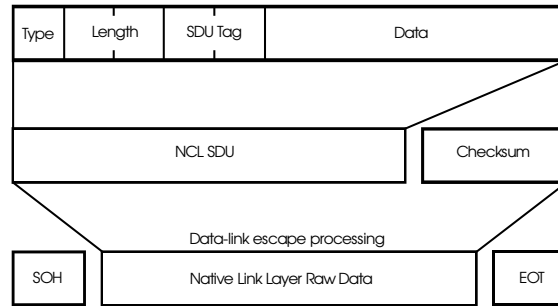 Type Length SDU Tag Data
NCL SDU Checksum
Data-link escape processing
SOH Native Link Layer Raw Data EOT